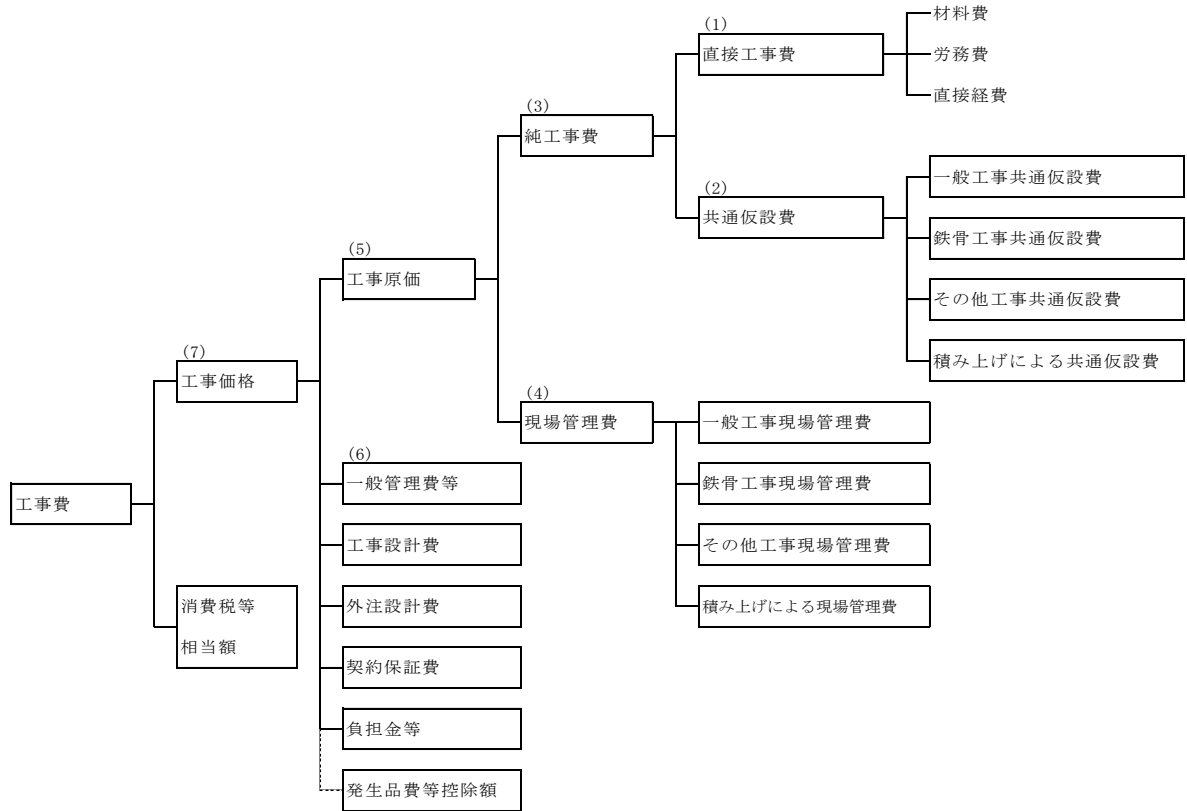 材料費
(1)
直接工事費
労務費
直接経費
(3)
純工事費
一般工事共通仮設費
(2)
共通仮設費
鉄骨工事共通仮設費
(5)
工事原価
その他工事共通仮設費
(7)
工事価格
積み上げによる共通仮設費
(4)
現場管理費
一般工事現場管理費
(6)
一般管理費等
鉄骨工事現場管理費
工事費
工事設計費
その他工事現場管理費
消費税等
相当額
外注設計費
積み上げによる現場管理費
契約保証費
負担金等
発生品費等控除額